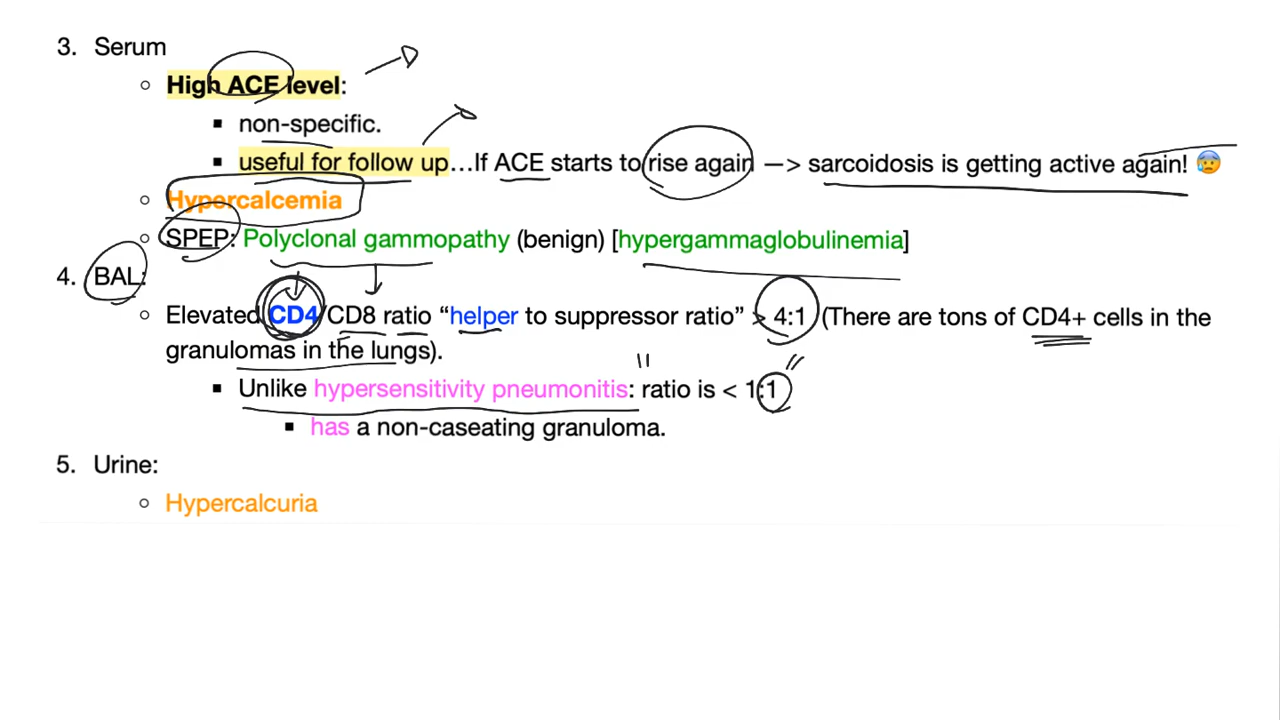 3. Serum
○ High ACE level:
▪ non-specific.
▪ useful for follow up...If ACE starts to rise again —> sarcoidosis is getting active again! 😰
○ Hypercalcemia
○ SPEP: Polyclonal gammopathy (benign) [hypergammaglobulinemia]
4. BAL:
○ Elevated CD4/CD8 ratio “helper to suppressor ratio” > 4:1 (There are tons of CD4+ cells in the
granulomas in the lungs).
▪ Unlike hypersensitivity pneumonitis: ratio is < 1:1
▪ has a non-caseating granuloma.
5. Urine:
○ Hypercalcuria